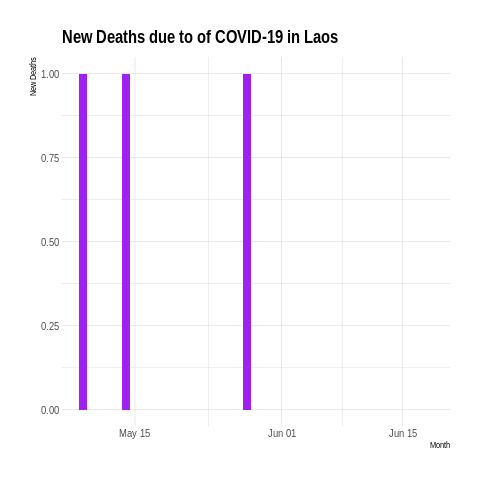 New Deaths due to of COVID-19 in Laos
New Deaths
1.00
0.75
0.50
0.25
0.00
May 15
Jun 01
Jun 15
Month